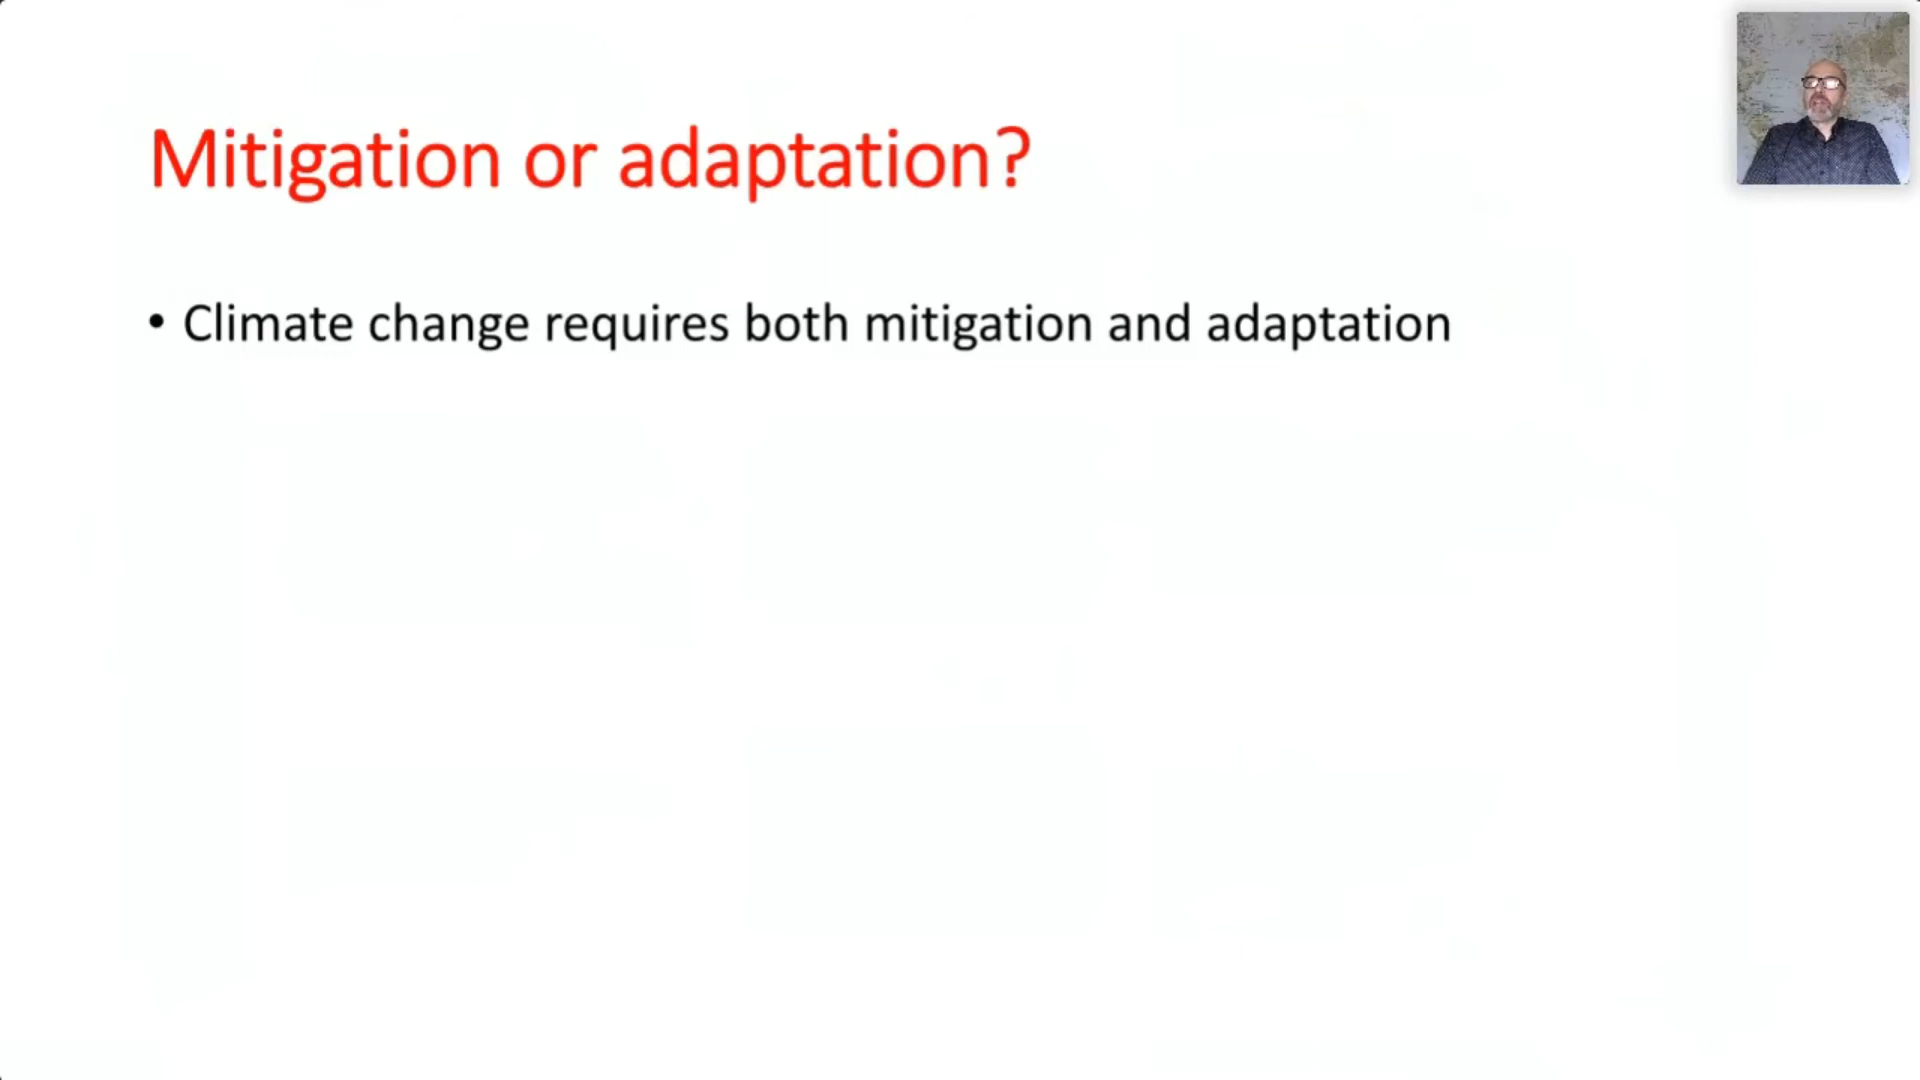 Mitigation or adaptation?
• Climate change requires both mitigation and adaptation